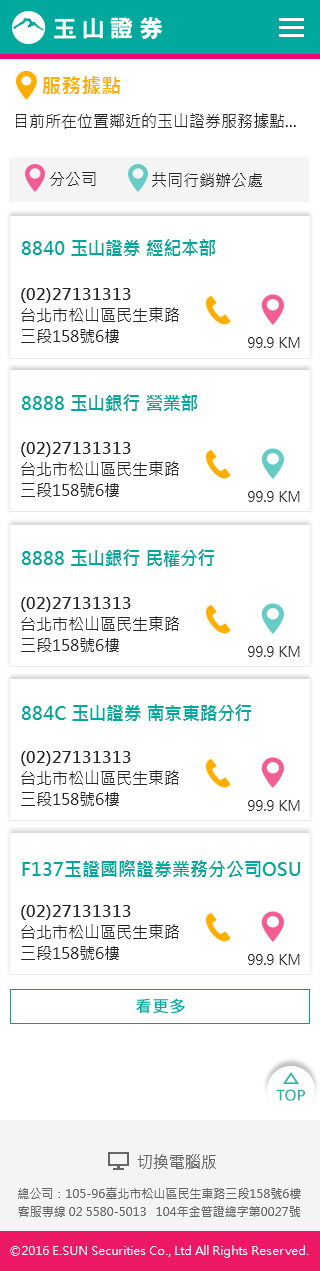 玉山證券
服務據點
目前所在位置鄰近的玉山證券服務據點...
分公司 共同行銷辦公處
8840 玉山證券 經紀本部
(02)27131313
台北市松山區民生東路
三段158號6樓
99.9 KM
8888 玉山銀行 營業部
(02)27131313
台北市松山區民生東路
三段158號6樓
99.9 KM
8888 玉山銀行 民權分行
(02)27131313
台北市松山區民生東路
三段158號6樓
99.9 KM
884C 玉山證券 南京東路分行
(02)27131313
台北市松山區民生東路
三段158號6樓
99.9 KM
F137玉證國際證券業務分公司OSU
(02)27131313
台北市松山區民生東路
三段158號6樓
99.9 KM
看更多
TOP
切換電腦版
總公司：105-96臺北市松山區民生東路三段158號6樓
客服專線 02 5580-5013 104年金管證總字第0027號
©2016 E.SUN Securities Co., Ltd All Rights Reserved.